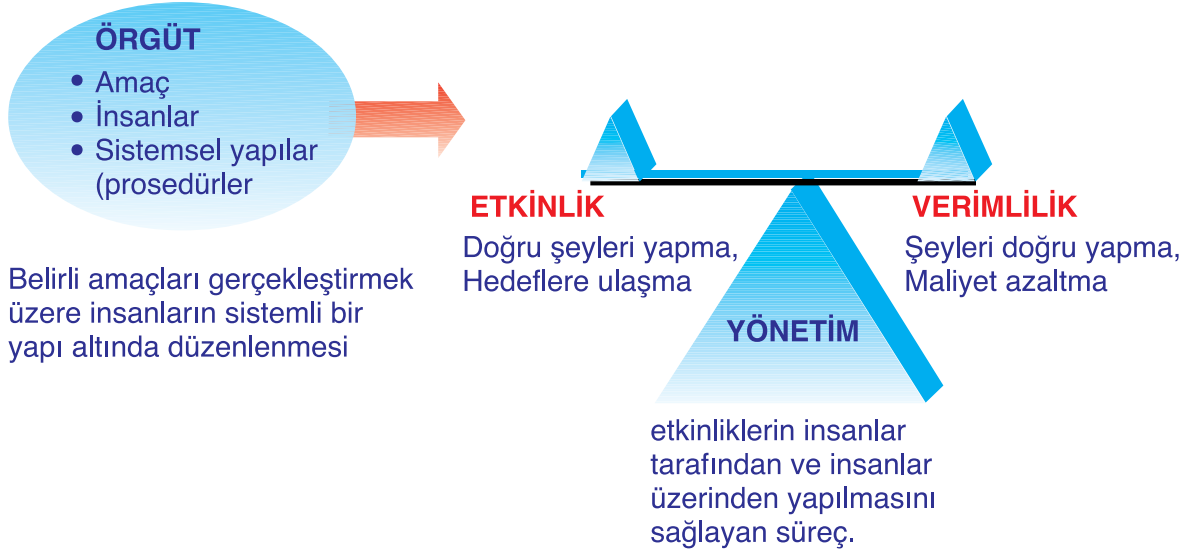 ÖRGÜT
• Amaç
• İnsanlar
• Sistemsel yapılar
(prosedürler
Belirli amaçları gerçekleştirmek
üzere insanların sistemli bir
yapı altında düzenlenmesi
ETKİNLİK
Doğru şeyleri yapma,
Hedeflere ulaşma
VERİMLİLİK
Şeyleri doğru yapma,
Maliyet azaltma
YÖNETİM
etkinliklerin insanlar
tarafından ve insanlar
üzerinden yapılmasını
sağlayan süreç.